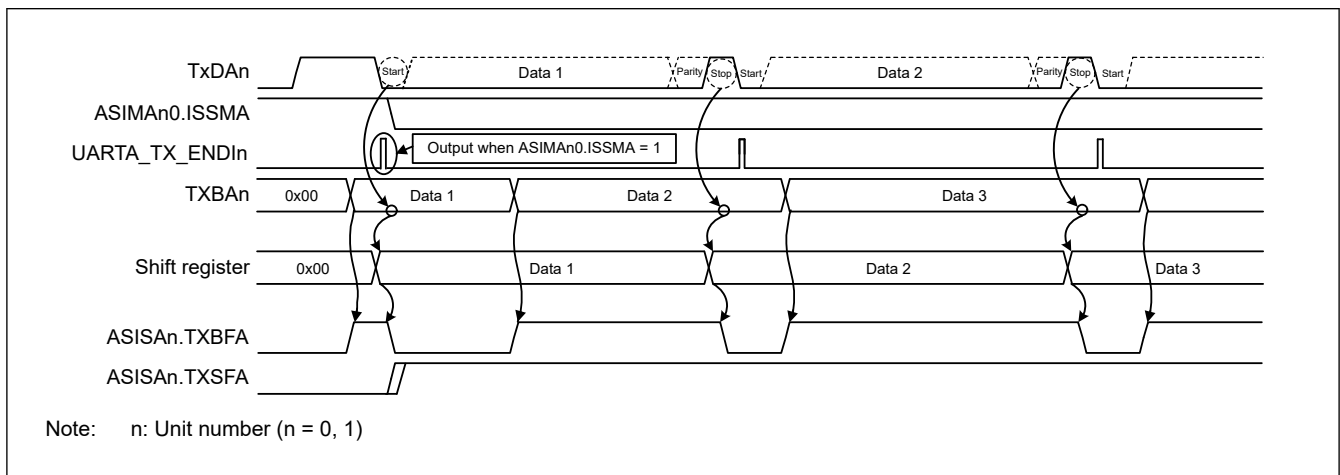 TxDAn Start Data 1 Parity Stop Start Data 2 Parity Stop Start
ASIMAn0.ISSMA
UARTA_TX_ENDIn Output when ASIMAn0.ISSMA = 1
TXBAn 0x00 Data 1 Data 2 Data 3
Shift register 0x00 Data 1 Data 2 Data 3
ASISAn.TXBFA
ASISAn.TXSFA
Note: n: Unit number (n = 0, 1)